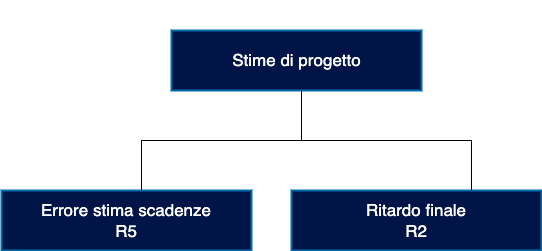 Stime di progetto
Errore stima scadenze
R5
Ritardo finale
R2